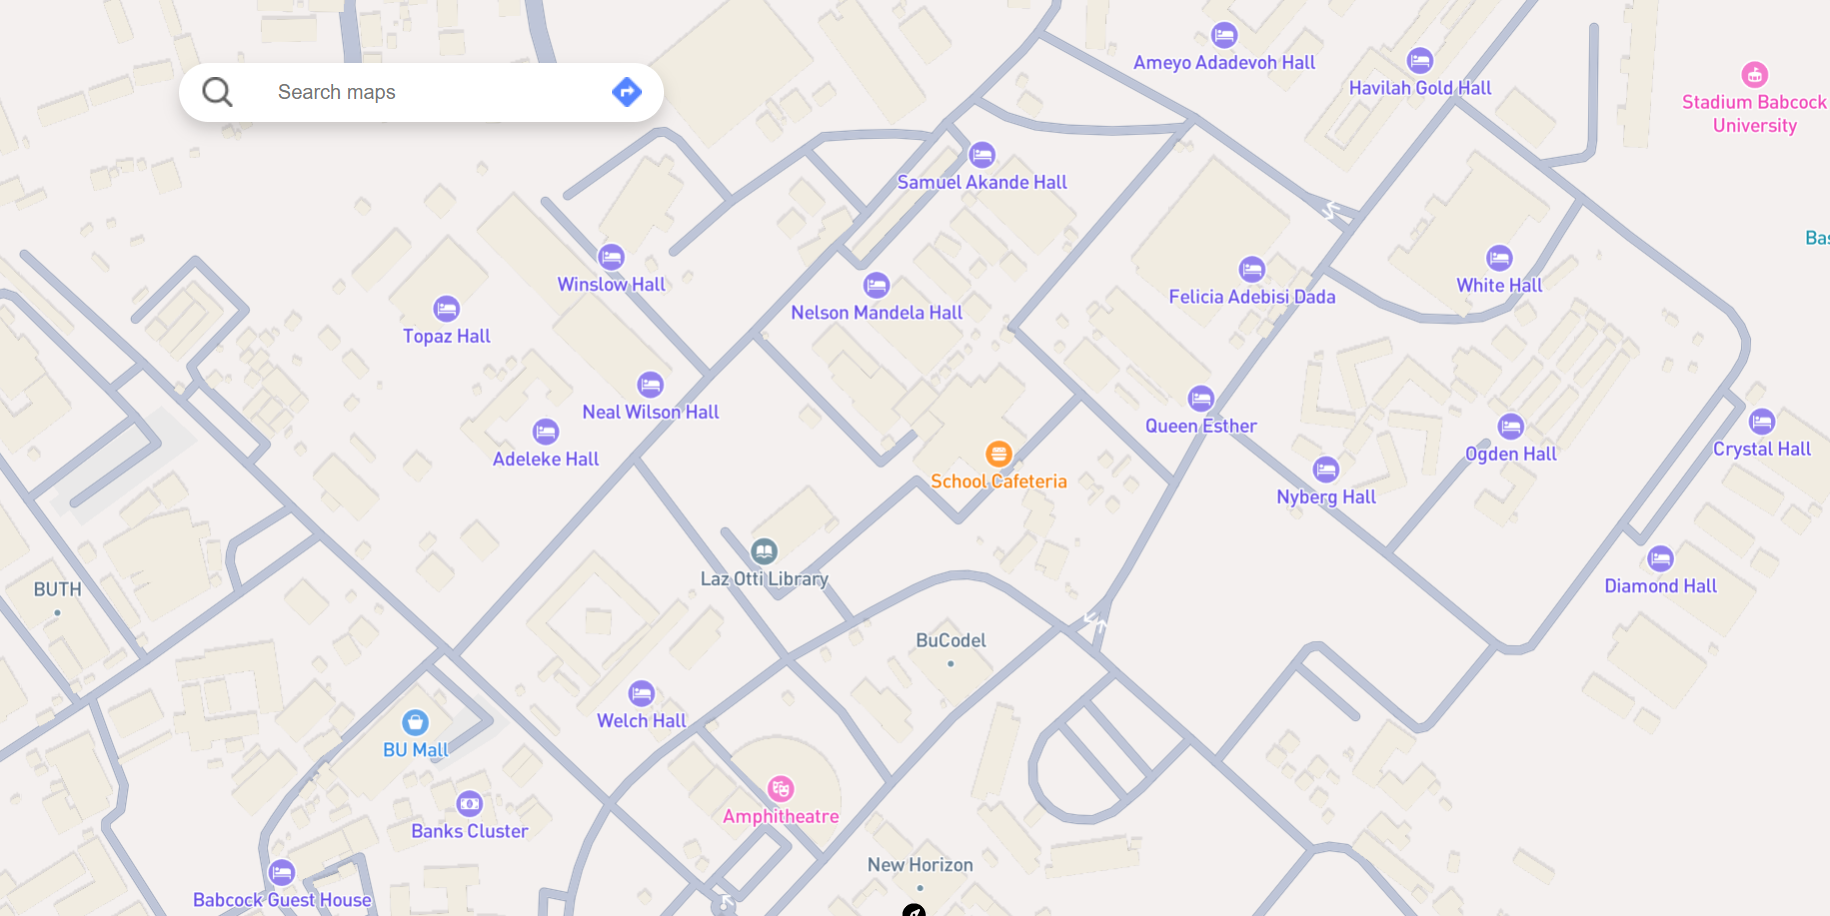 Ameyo Adadevoh Hall
Havilah Gold Hall
Search maps
Stadium Babcock
University
Samuel Akande Hall
Bas
Winslow Hall
Felicia Adebisi Dada
White Hall
Nelson Mandela Hall
Topaz Hall
Neal Wilson Hall
Queen Esther
Adeleke Hall
Ogden Hall
Crystal Hall
School Cafeteria
Nyberg Hall
Laz Otti Library
BUTH
Diamond Hall
BuCodel
Welch Hall
BU Mall
Amphitheatre
Banks Cluster
New Horizon
Babcock Guest House